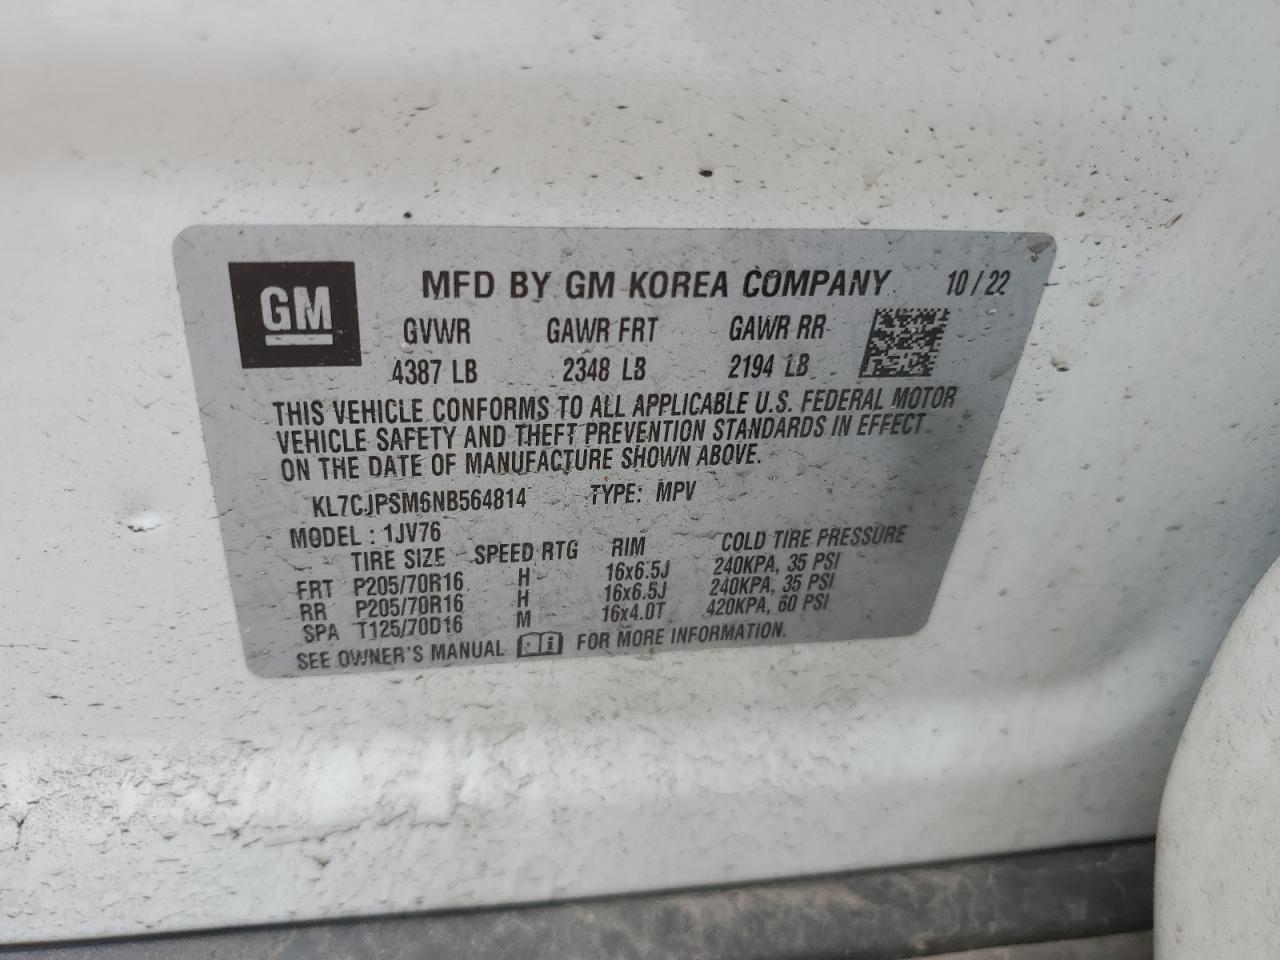 GM
MFD BY GM KOREA COMPANY 10/22
GVWR GAWR FRT GAWR RR
4387 LB 2348 LB 2194 LB
THIS VEHICLE CONFORMS TO ALL APPLICABLE U.S. FEDERAL MOTOR
VEHICLE SAFETY AND THEFT PREVENTION STANDARDS IN EFFECT
ON THE DATE OF MANUFACTURE SHOWN ABOVE.
KL7CJPSM6NB564814 TYPE: MPV
MODEL : 1JV76
TIRE SIZE SPEED RTG RIM COLD TIRE PRESSURE
FRT P205/70R16 H 16x6.5J 240KPA, 35 PSI
RR P205/70R16 H 16x6.5J 240KPA, 35 PSI
SPA T125/70D16 M 16x4.0T 420KPA, 60 PSI
SEE OWNER'S MANUAL FOR MORE INFORMATION.